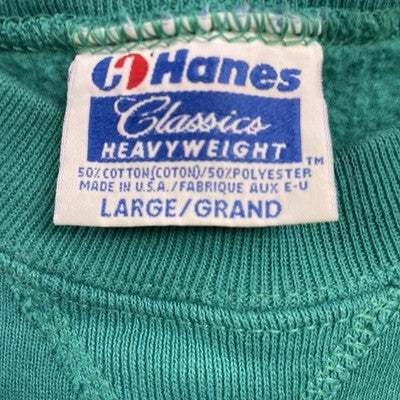 Hanes
Classics
HEAVYWEIGHT ™
50% COTTON(COTON)/50% POLYESTER
MADE IN U.S.A./FABRIQUE AUX E-U
LARGE/GRAND